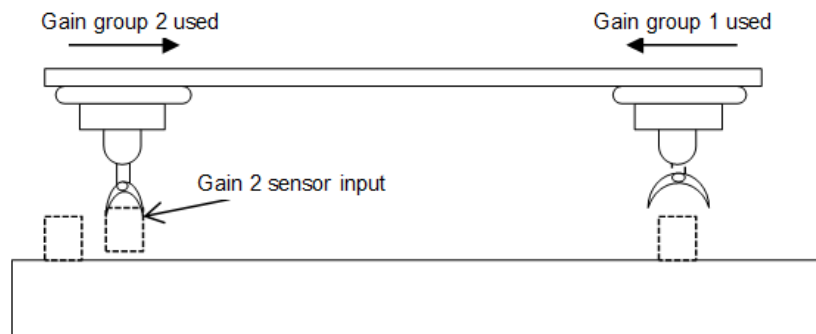 Gain group 2 used
Gain group 1 used
Gain 2 sensor input